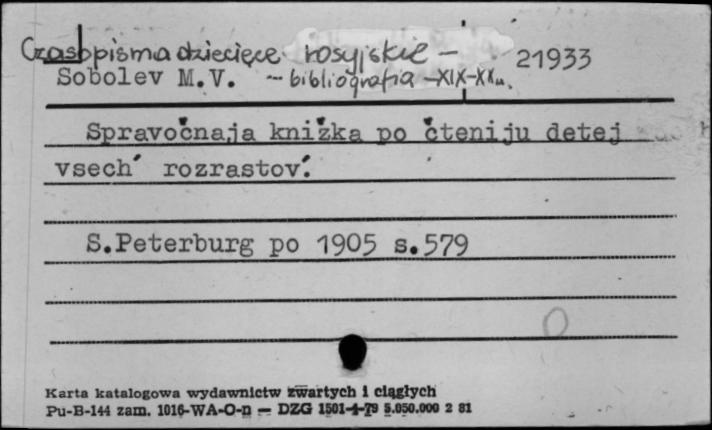 Czasopisma dziecięce rosyjskie - 21933
Sobolev M.V. - bibliografia - XIX-XXw.
Spravočnaja knižka po čteniju detej
vsech´ rozrastov´.
S.Peterburg po 1905 s.579
Karta katalogowa wydawnictw zwartych i ciągłych
Pu-B-144 zam. 1016-WA-O-n — DZG 1501-4-79 5.050.000 2 81